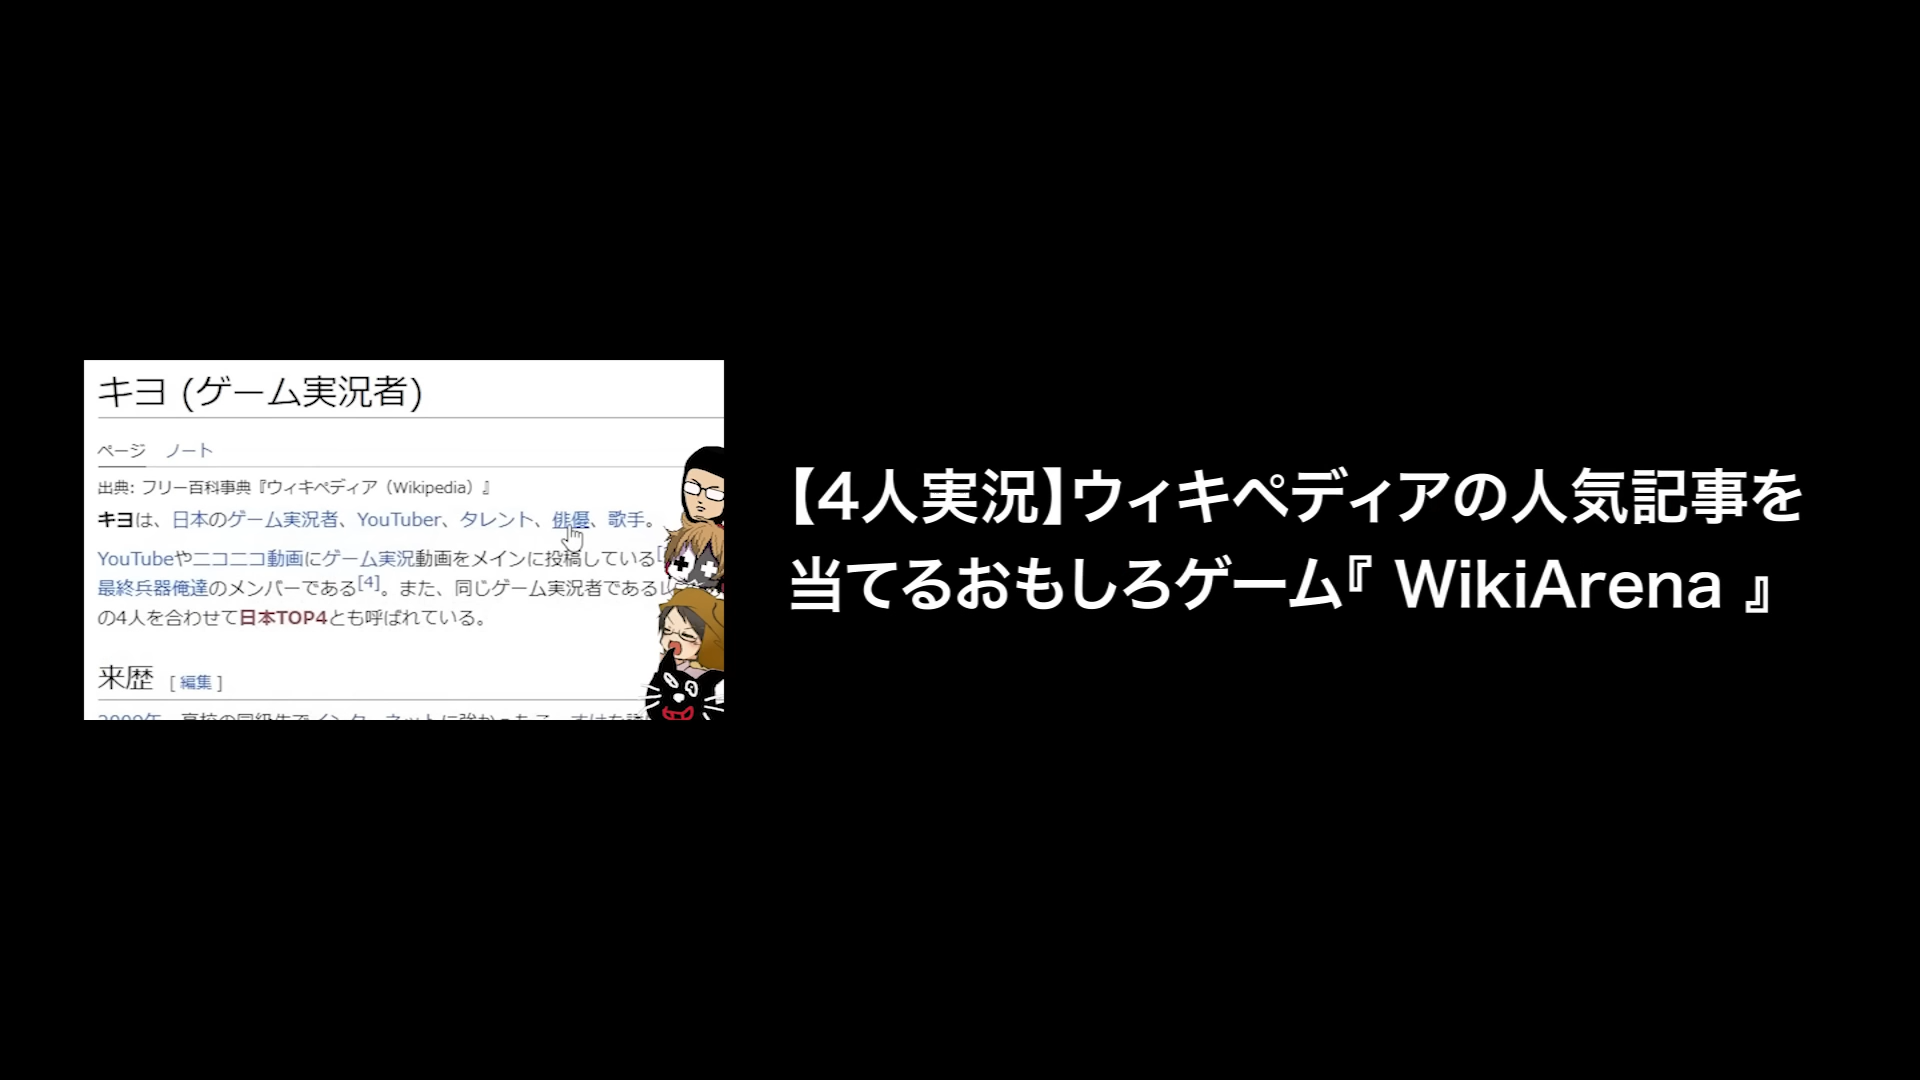 キヨ (ゲーム実況者)
ページ ノート
出典: フリー百科事典『ウィキペディア（Wikipedia）』
キヨは、日本のゲーム実況者、YouTuber、タレント、俳優、歌手。
YouTubeやニコニコ動画にゲーム実況動画をメインに投稿している
最終兵器俺達のメンバーである[4]。また、同じゲーム実況者である
の4人を合わせて日本TOP4とも呼ばれている。
来歴 [ 編集 ]
【4人実況】ウィキペディアの人気記事を
当てるおもしろゲーム『 WikiArena 』